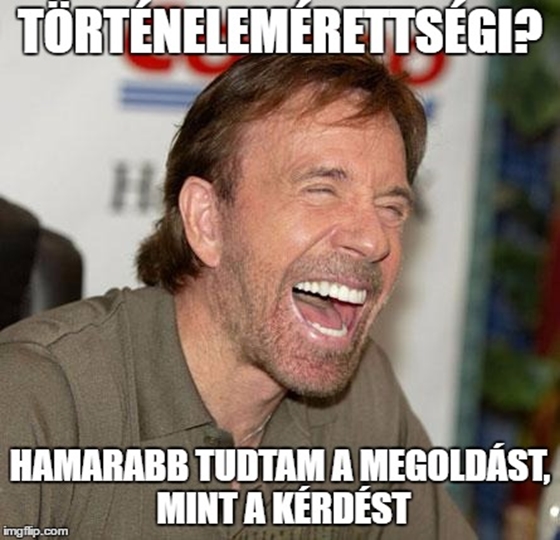 TÖRTÉNELEMÉRETTSÉGI?
HAMARABB TUDTAM A MEGOLDÁST,
MINT A KÉRDÉST
imgflip.com